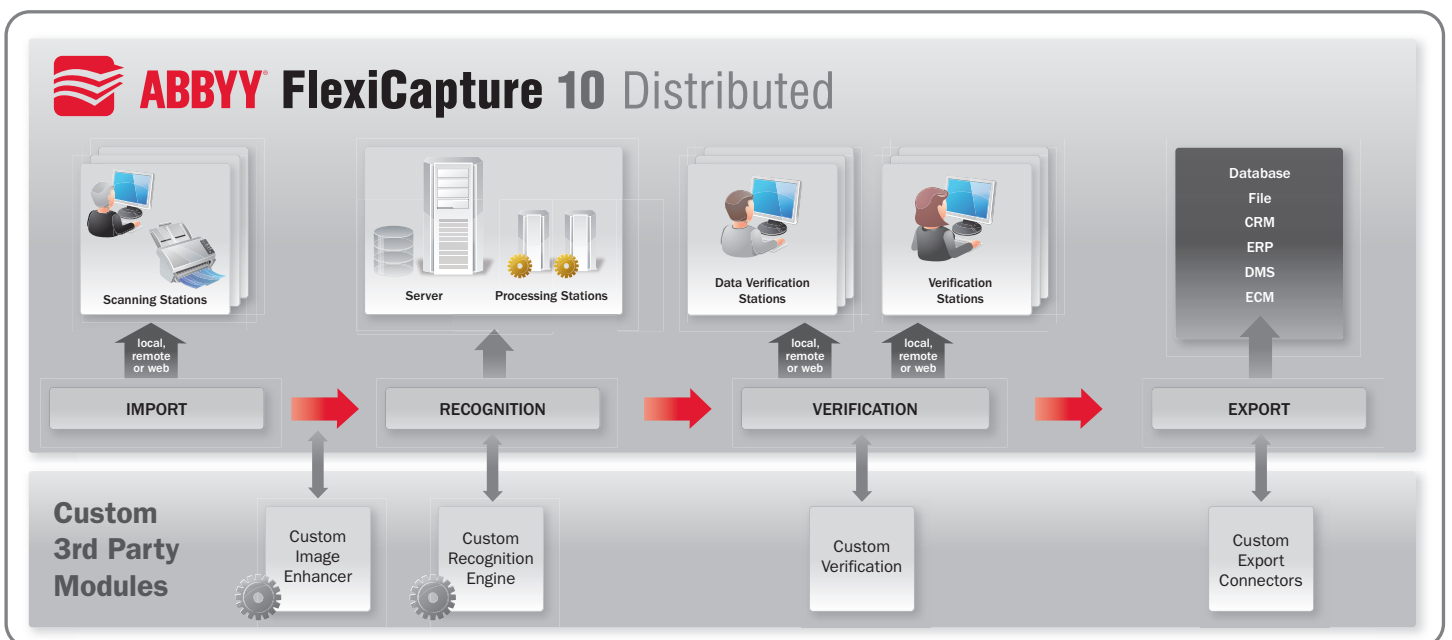 ABBYY® FlexiCapture 10 Distributed
Scanning Stations
Server
Processing Stations
Data Verification
Stations
Verification
Stations
Database
File
CRM
ERP
DMS
ECM
local,
remote
or web
local,
remote
or web
local,
remote
or web
IMPORT
RECOGNITION
VERIFICATION
EXPORT
Custom
3rd Party
Modules
Custom
Image
Enhancer
Custom
Recognition
Engine
Custom
Verification
Custom
Export
Connectors